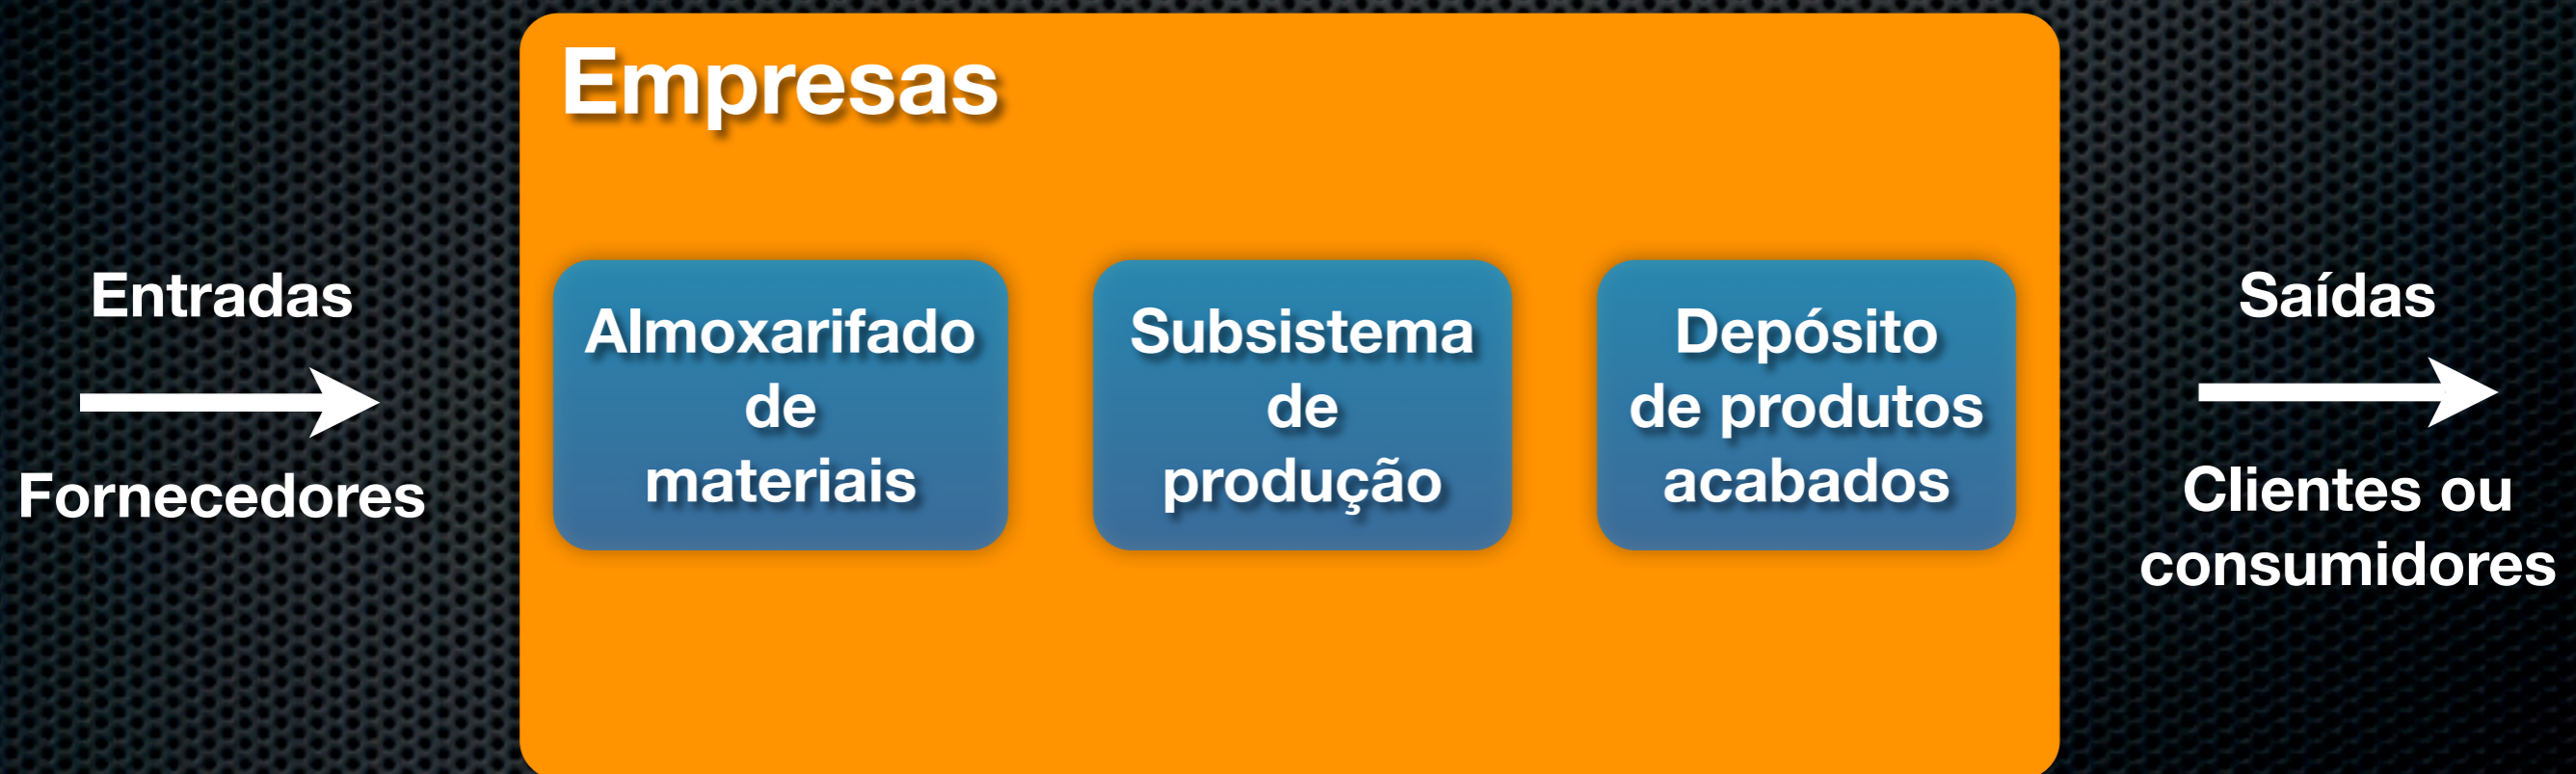 Empresas
Entradas
Fornecedores
Almoxarifado
de
materiais
Subsistema
de
produção
Depósito
de produtos
acabados
Saídas
Clientes ou
consumidores